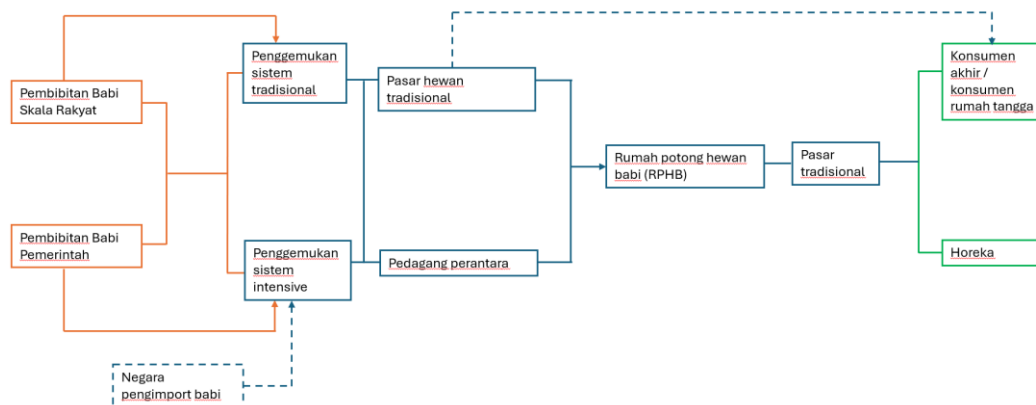 Pembibitan Babi
Skala Rakyat
Pembibitan Babi
Pemerintah
Negara
pengimport babi
Penggemukan
sistem
tradisional
Penggemukan
sistem
intensive
Pasar hewan
tradisional
Pedagang perantara
Rumah potong hewan
babi (RPHB)
Pasar
tradisional
Konsumen
akhir /
konsumen
rumah tangga
Horeka